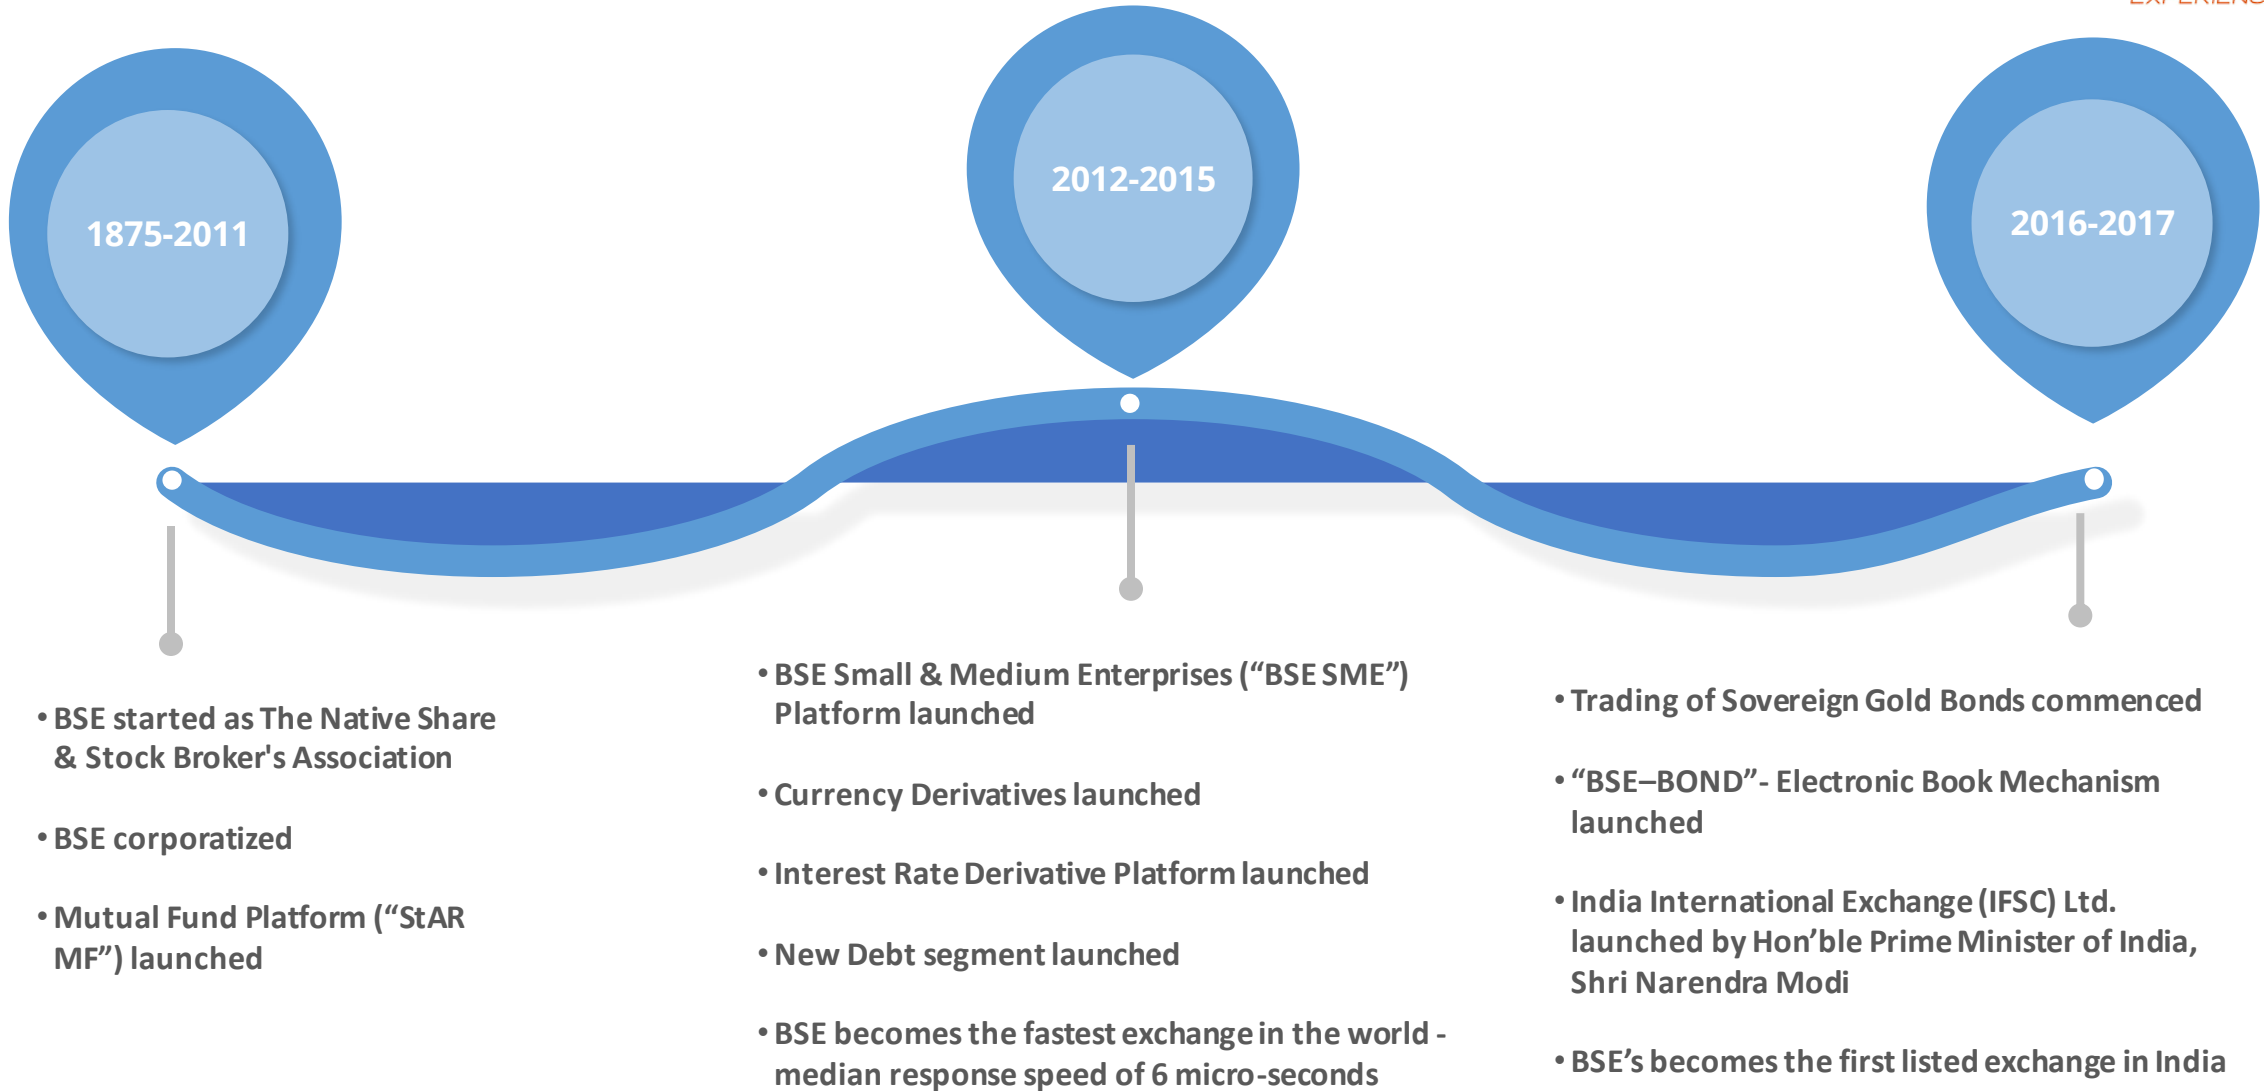 EXPERIENC
1875-2011
2012-2015
2016-2017
• BSE started as The Native Share
& Stock Broker's Association
• BSE corporatized
• Mutual Fund Platform (“StAR
MF”) launched
• BSE Small & Medium Enterprises (“BSE SME”)
Platform launched
• Currency Derivatives launched
• Interest Rate Derivative Platform launched
• New Debt segment launched
• BSE becomes the fastest exchange in the world -
median response speed of 6 micro-seconds
• Trading of Sovereign Gold Bonds commenced
• “BSE–BOND”- Electronic Book Mechanism
launched
• India International Exchange (IFSC) Ltd.
launched by Hon’ble Prime Minister of India,
Shri Narendra Modi
• BSE’s becomes the first listed exchange in India